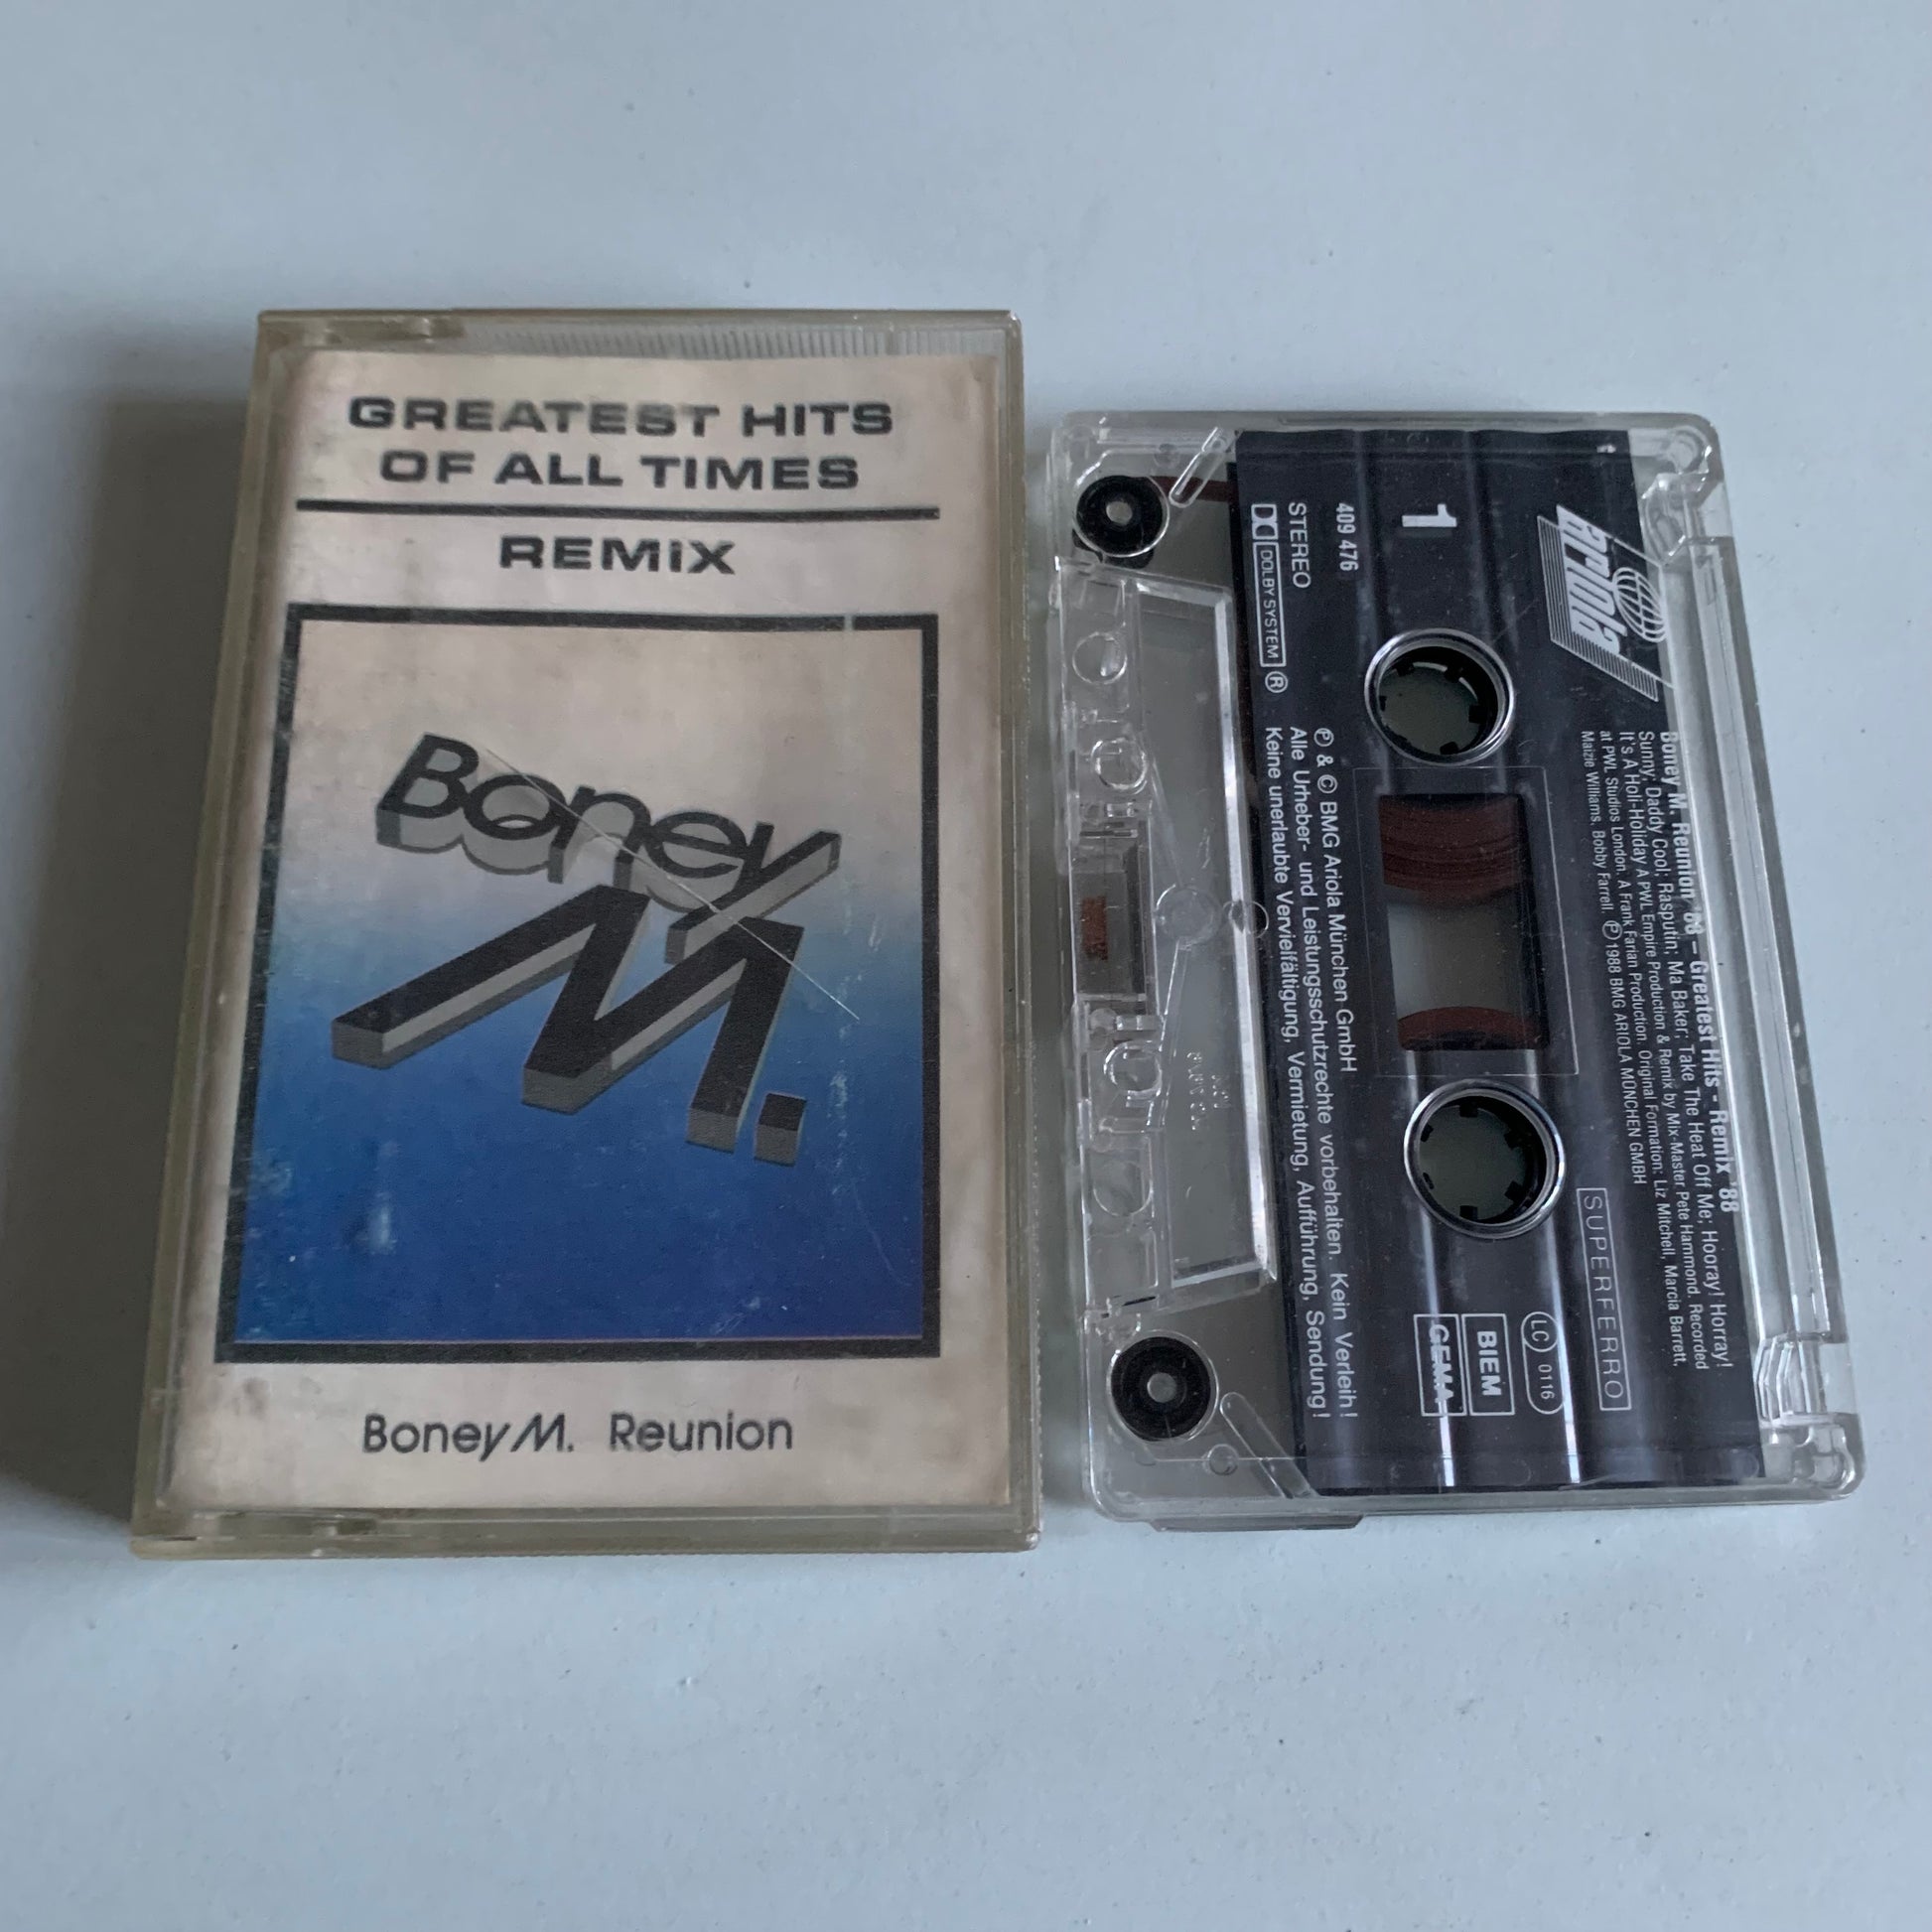 GREATEST HITS
OF ALL TIMES
REMIX
Boney
M.
Boney M. Reunion
ariola
Boney M. Reunion '88 – Greatest Hits - Remix '88
Sunny; Daddy Cool; Rasputin; Ma Baker; Take The Heat Off Me; Hooray! Horray!
It's A Holi-Holiday A PWL Empire Production & Remix by Mix-Master Pete Hammond. Recorded
at PWL Studios London. A Frank Farian Production. Original Formation: Liz Mitchell, Marcia Barrett,
Maizie Williams, Bobby Farrell. ℗ 1988 BMG ARIOLA MÜNCHEN GMBH
SUPERFERRO
1
409 476
STEREO
DOLBY SYSTEM ®
LC 0116
BIEM
GEMA
℗ & © BMG Ariola München GmbH
Alle Urheber- und Leistungsschutzrechte vorbehalten. Kein Verleih!
Keine unerlaubte Vervielfältigung, Vermietung, Aufführung, Sendung!